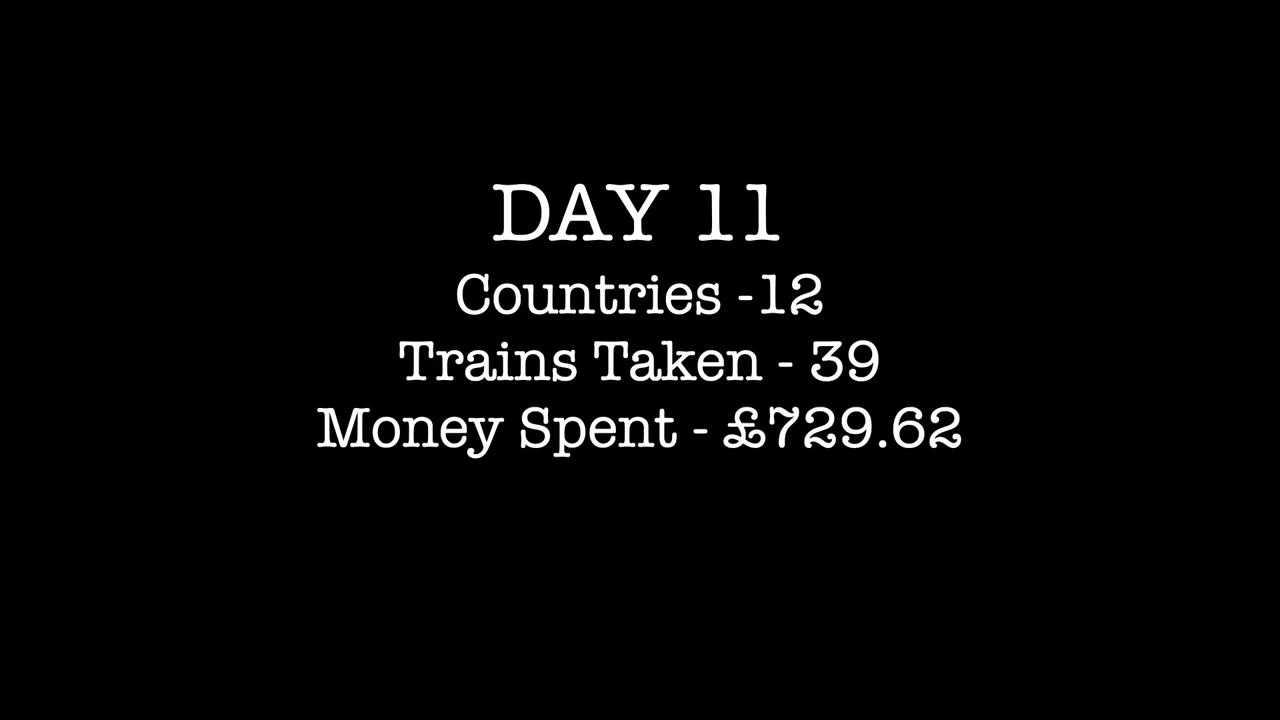 DAY 11
Countries -12
Trains Taken - 39
Money Spent - £729.62